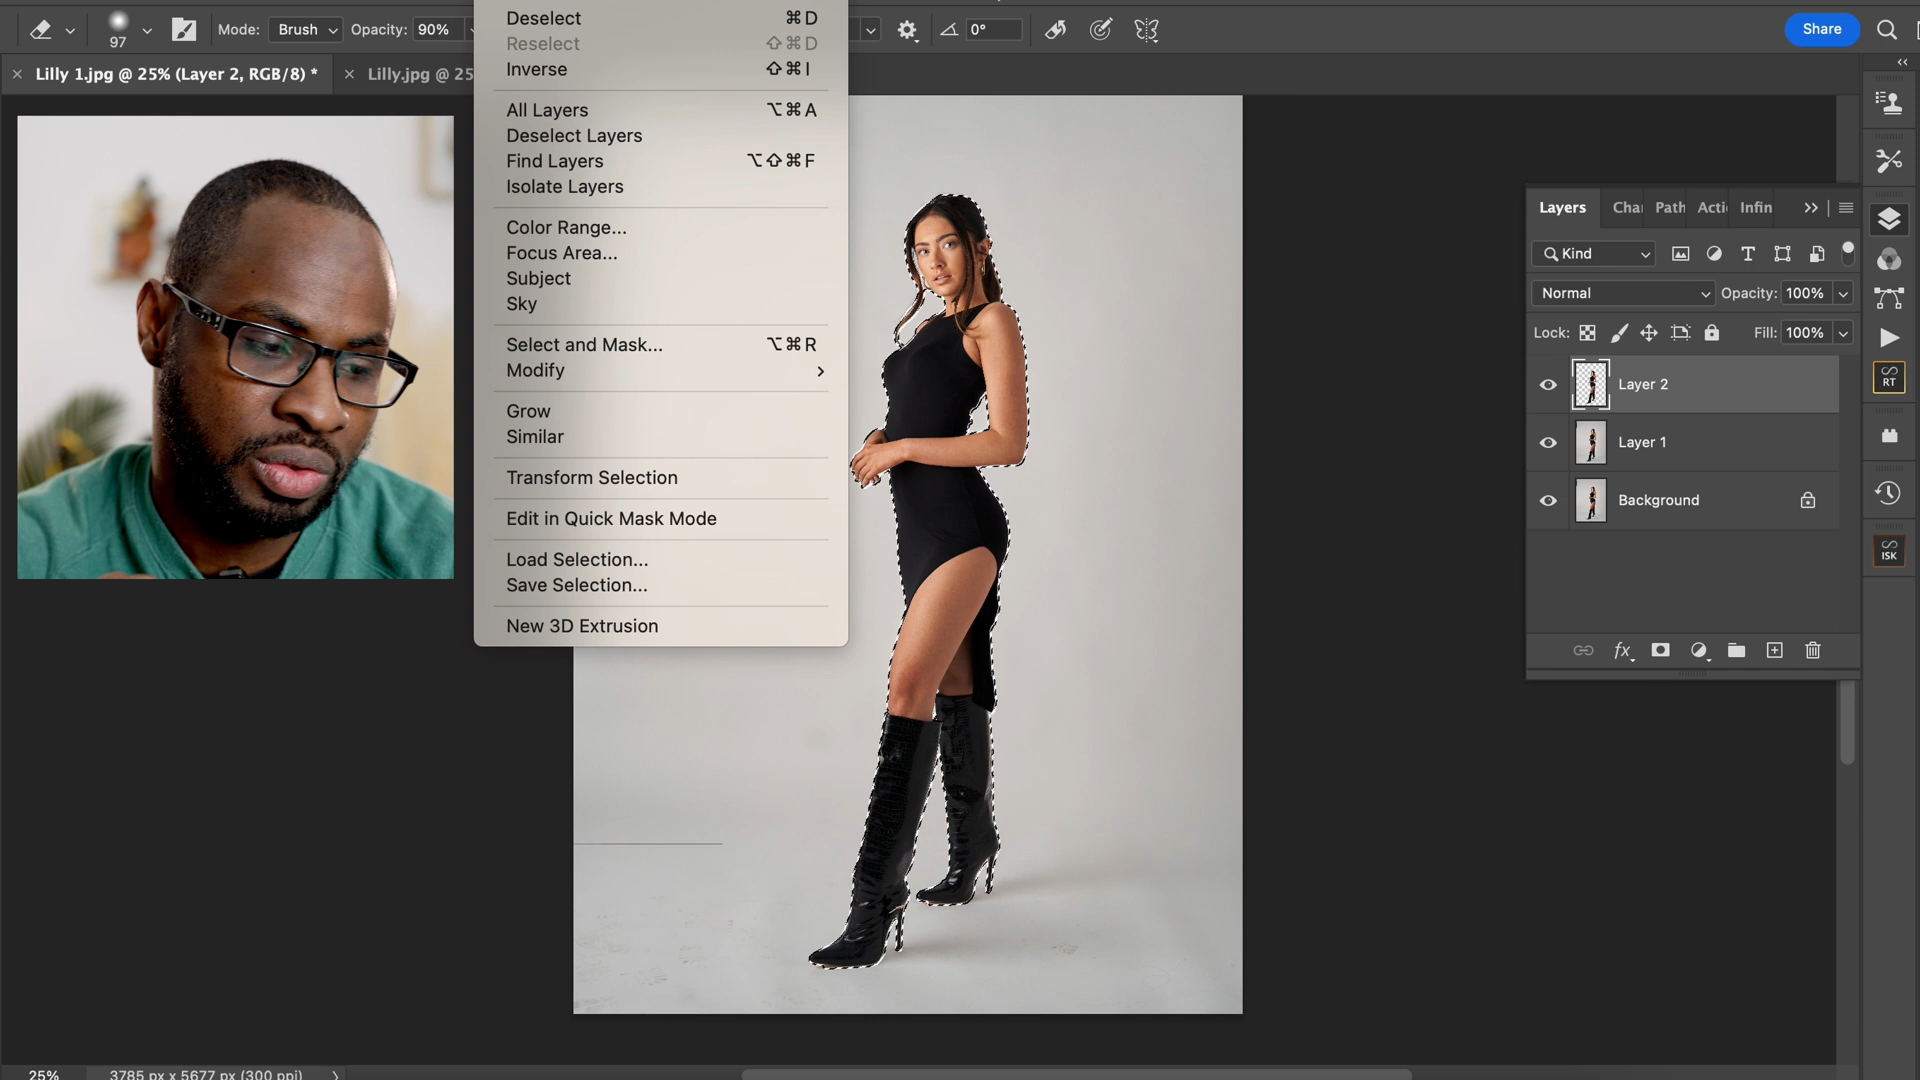 97
Mode: Brush Opacity: 90%
0°
Share
Lilly 1.jpg @ 25% (Layer 2, RGB/8) *
Lilly.jpg @ 25
Deselect ⌘D
Reselect ⇧⌘D
Inverse ⇧⌘I
All Layers ⌥⌘A
Deselect Layers
Find Layers ⌥⇧⌘F
Isolate Layers
Color Range...
Focus Area...
Subject
Sky
Select and Mask... ⌥⌘R
Modify
Grow
Similar
Transform Selection
Edit in Quick Mask Mode
Load Selection...
Save Selection...
New 3D Extrusion
Layers Chai Path Acti Infin
Kind
Normal Opacity: 100%
Lock: Fill: 100%
Layer 2
Layer 1
Background
fx
RT
ISK
25% 3785 px x 5677 px (300 ppi)